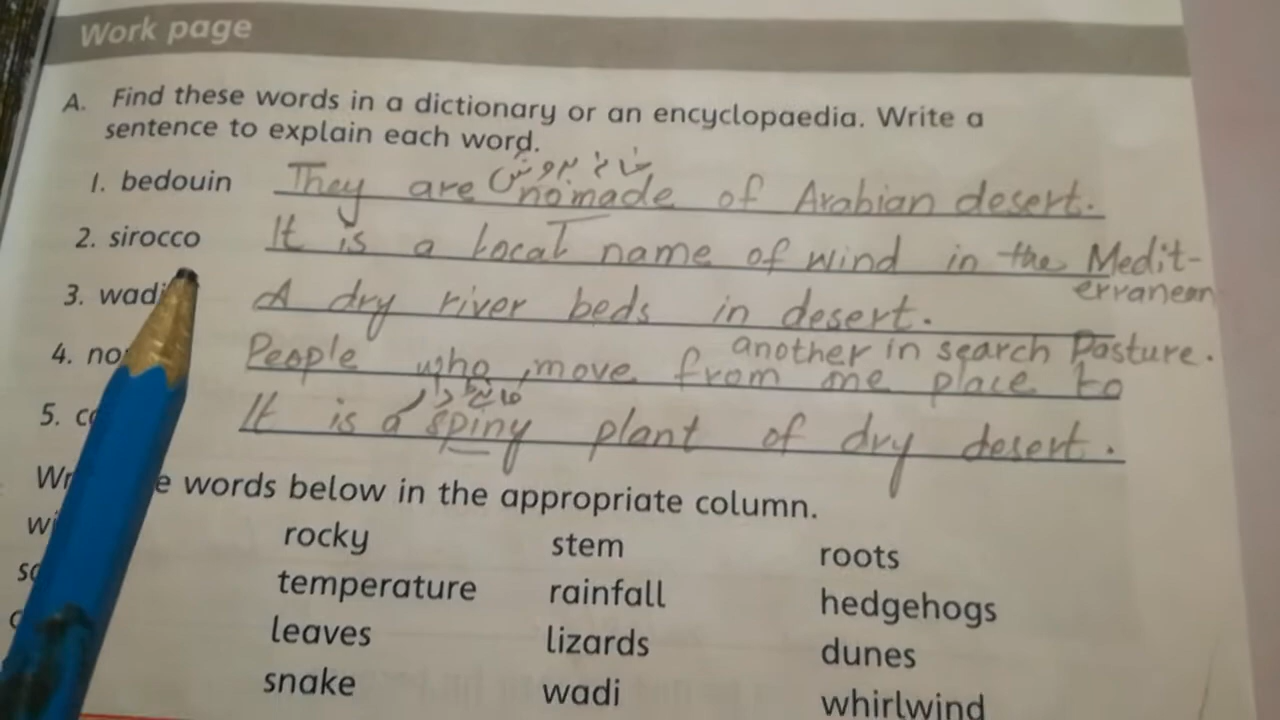 Work page
A. Find these words in a dictionary or an encyclopaedia. Write a
sentence to explain each word.
خانہ بدوش
1. bedouin They are nomade of Arabian desert.
2. sirocco It is a local name of wind in the Medit-
erranean
3. wadi A dry river beds in desert.
another in search Pasture.
4. no People who move from one place to
5. c It is a spiny plant of dry desert.
words below in the appropriate column.
rocky stem roots
temperature rainfall hedgehogs
leaves lizards dunes
snake wadi whirlwind